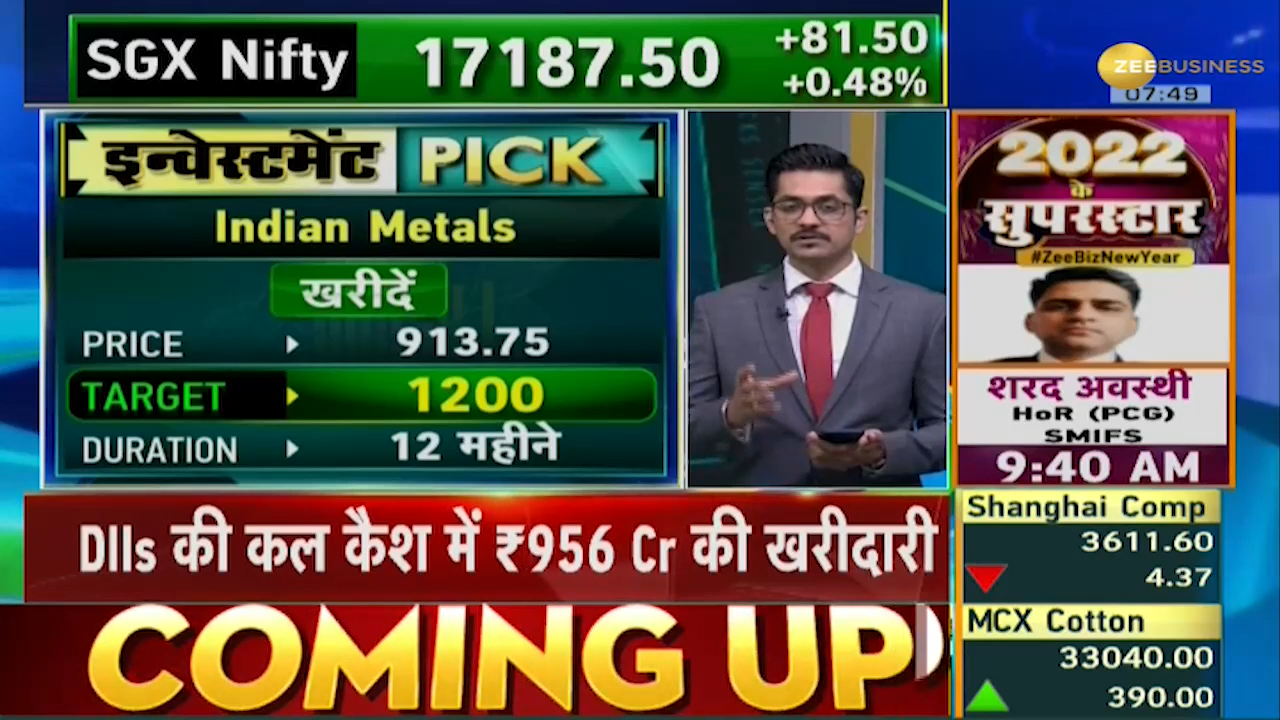 SGX Nifty
17187.50
+81.50
+0.48%
ZEEBUSINESS
07:49
इन्वेस्टमेंट PICK
Indian Metals
खरीदें
PRICE 913.75
TARGET 1200
DURATION 12 महीने
2022
के
सुपरस्टार
#ZeeBizNewYear
शरद अवस्थी
HoR (PCG)
SMIFS
9:40 AM
DIIs की कल कैश में ₹956 Cr की खरीदारी
COMING UP
Shanghai Comp
3611.60
4.37
MCX Cotton
33040.00
390.00